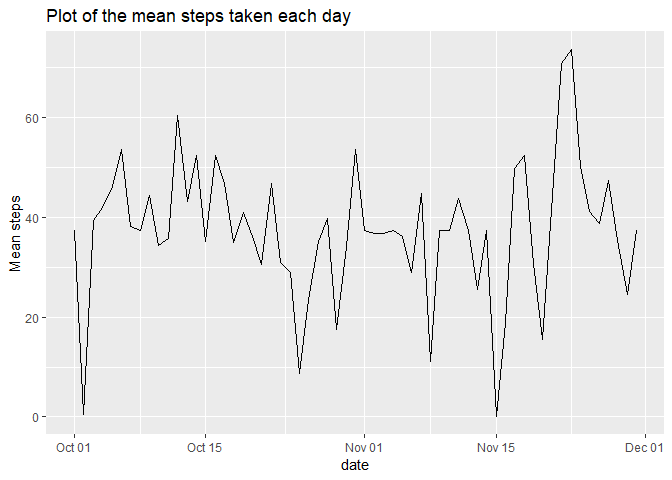 Plot of the mean steps taken each day
Mean steps
60
40
20
0
Oct 01
Oct 15
Nov 01
Nov 15
Dec 01
date